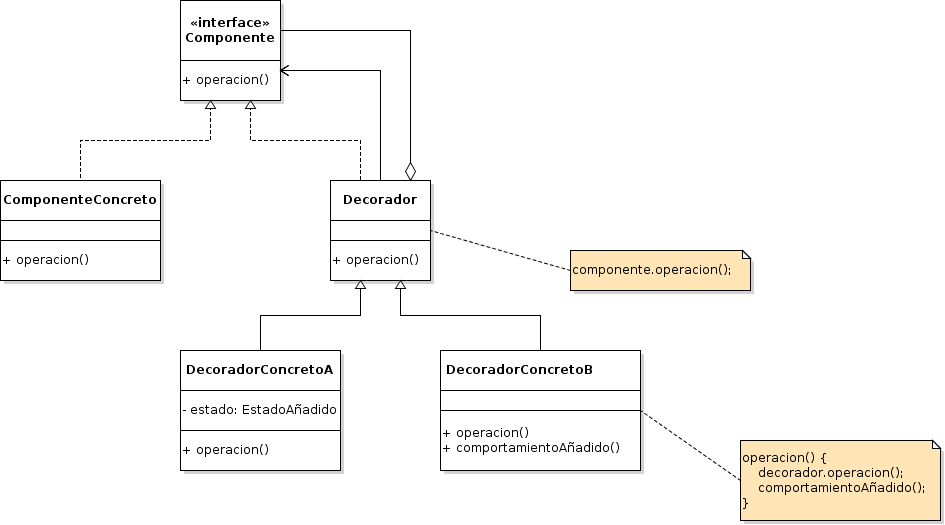 «interface»
Componente
+ operacion()
ComponenteConcreto
+ operacion()
Decorador
+ operacion()
componente.operacion();
DecoradorConcretoA
- estado: EstadoAñadido
+ operacion()
DecoradorConcretoB
+ operacion()
+ comportamientoAñadido()
operacion() {
decorador.operacion();
comportamientoAñadido();
}